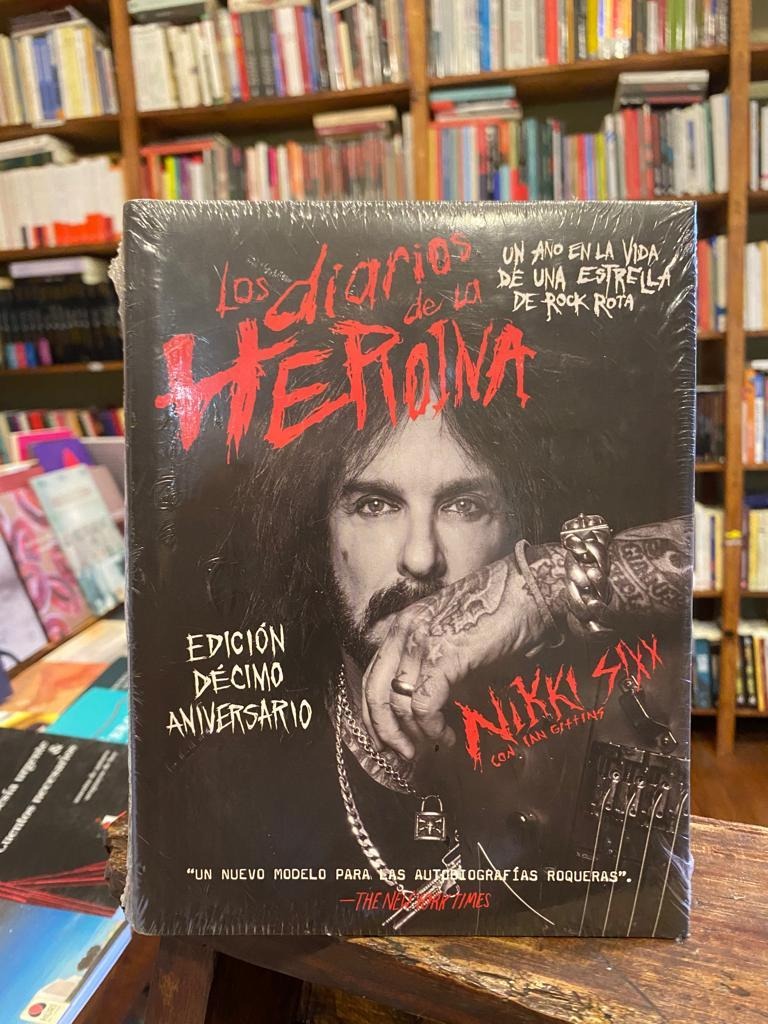 Los diarios
de la
HEROINA
UN AÑO EN LA VIDA
DE UNA ESTRELLA
DE ROCK ROTA
EDICIÓN
DÉCIMO
ANIVERSARIO
NIKKI SIXX
CON IAN GITTINS
“UN NUEVO MODELO PARA LAS AUTOBIOGRAFÍAS ROQUERAS”.
—THE NEW YORK TIMES